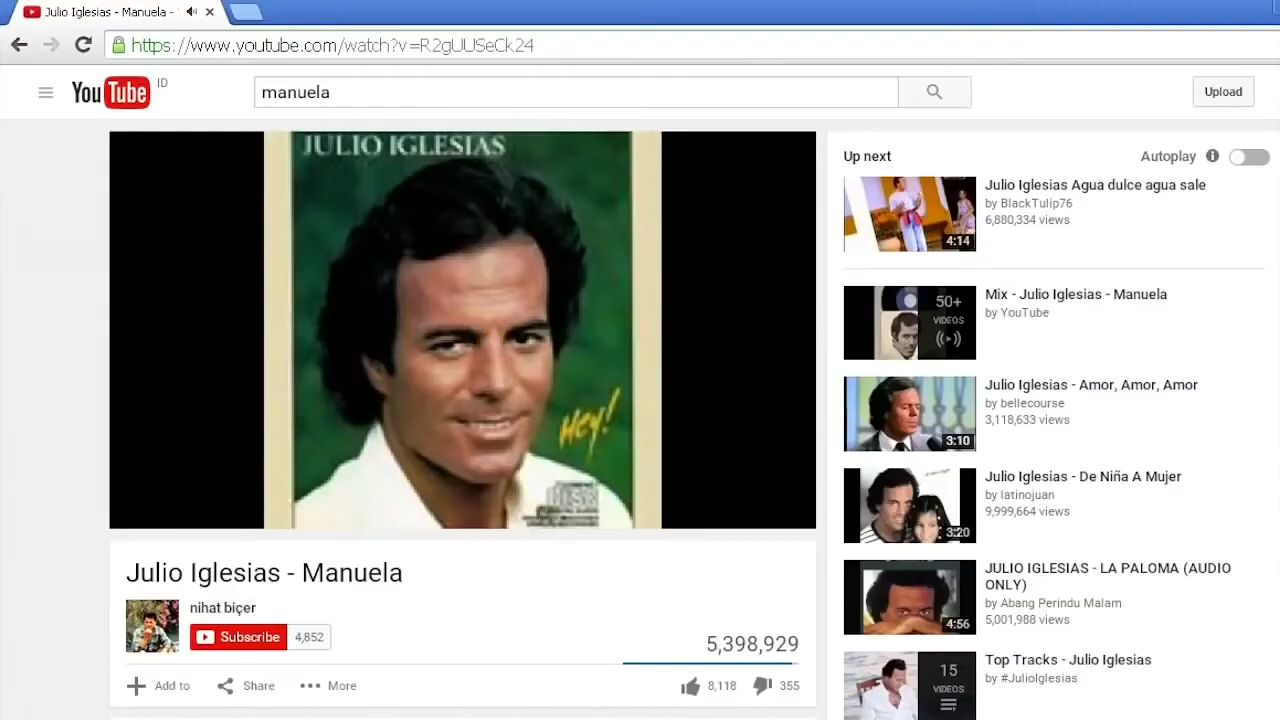 Julio Iglesias - Manuela -
https://www.youtube.com/watch?v=R2gUUSeCk24
YouTube ID
manuela
Upload
JULIO IGLESIAS
Hey!
Up next
Autoplay
Julio Iglesias Agua dulce agua sale
by BlackTulip76
6,880,334 views
4:14
50+
VIDEOS
Mix - Julio Iglesias - Manuela
by YouTube
Julio Iglesias - Amor, Amor, Amor
by bellecourse
3,118,633 views
3:10
Julio Iglesias - De Niña A Mujer
by latinojuan
9,999,664 views
3:20
JULIO IGLESIAS - LA PALOMA (AUDIO
ONLY)
by Abang Perindu Malam
5,001,988 views
4:56
15
VIDEOS
Top Tracks - Julio Iglesias
by #JulioIglesias
Julio Iglesias - Manuela
nihat biçer
Subscribe 4,852
5,398,929
Add to Share More 8,118 355